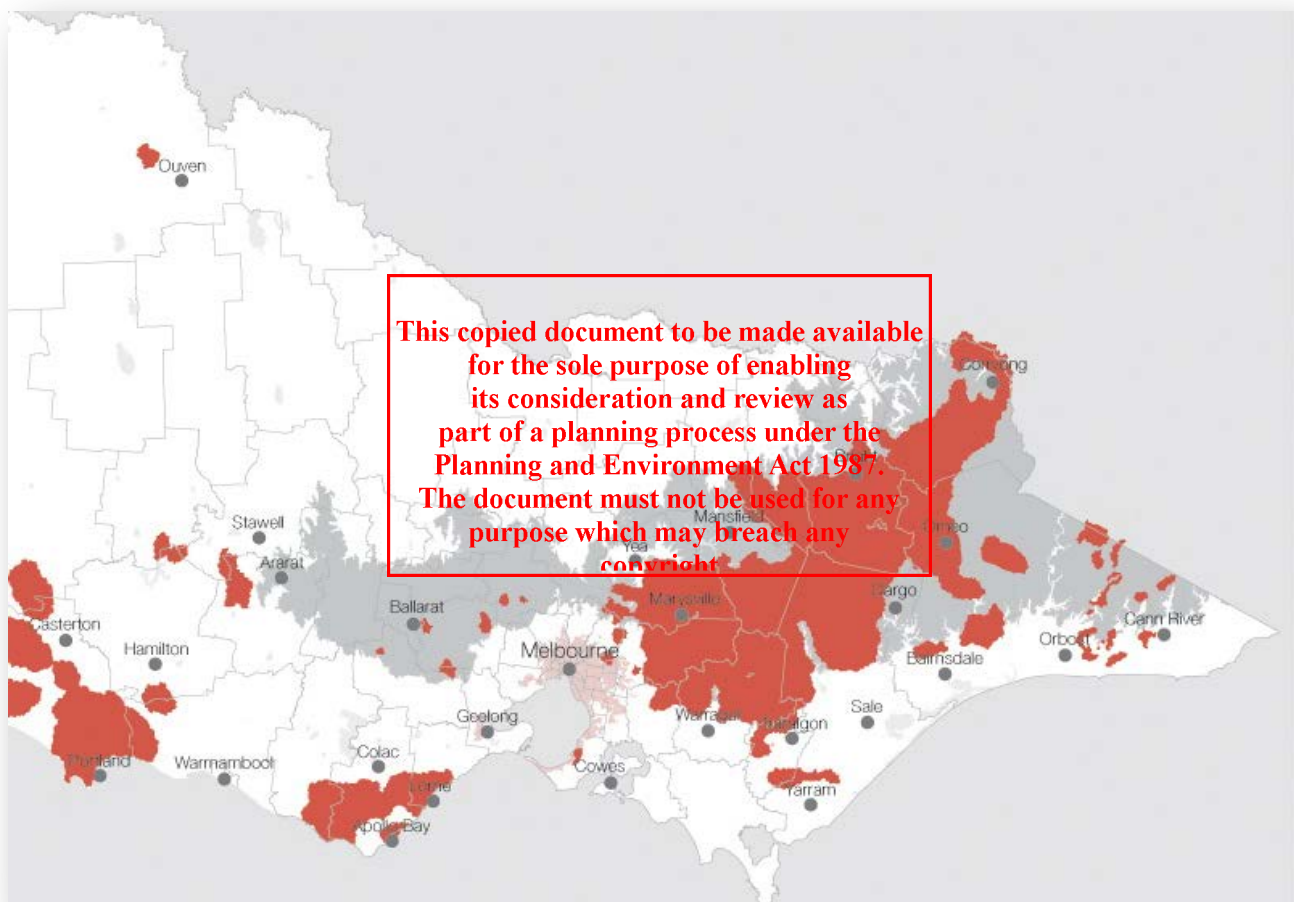 Ouyen
This copied document to be made available
for the sole purpose of enabling
its consideration and review as
part of a planning process under the
Planning and Environment Act 1987.
The document must not be used for any
purpose which may breach any
copyright
Corryong
Bright
Mansfield
Omeo
Yea
Stawell
Ararat
Ballarat
Marysville
Dargo
Casterton
Hamilton
Melbourne
Orbost
Cann River
Bairnsdale
Geelong
Warragul
Traralgon
Sale
Portland
Warrnambool
Colac
Lorne
Cowes
Yarram
Apollo Bay